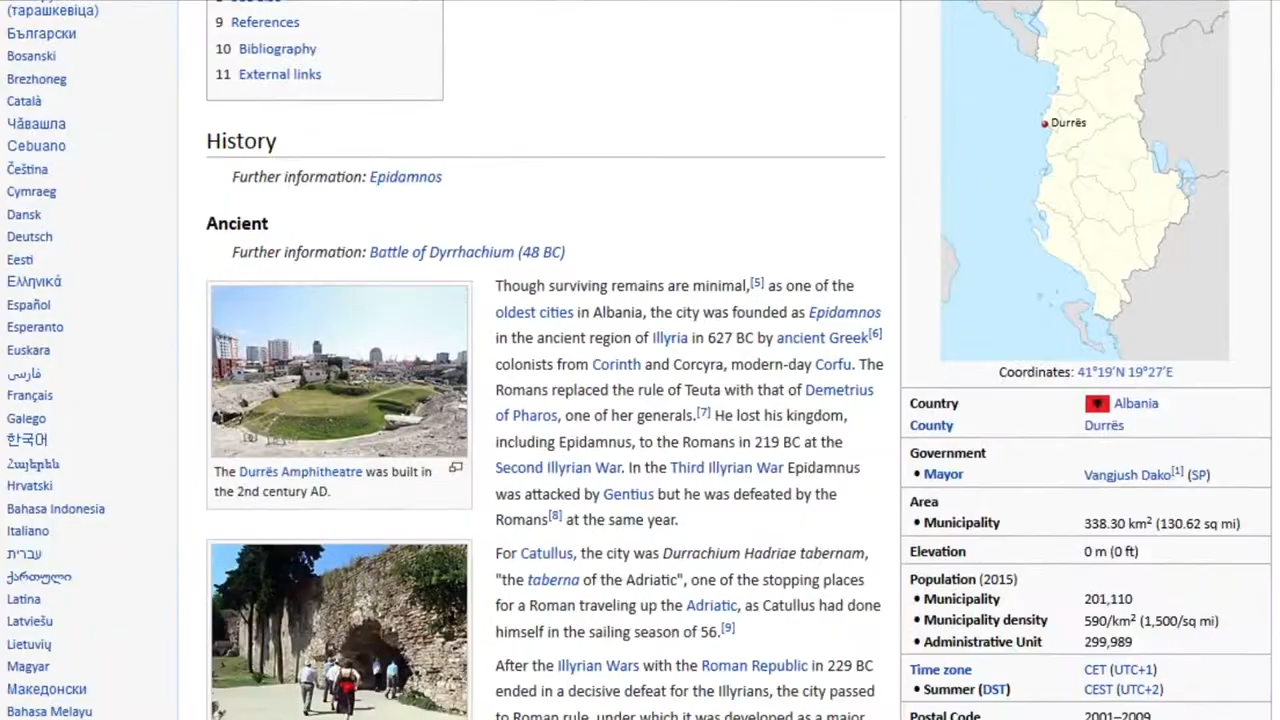 (тарашкевіца)
Български
Bosanski
Brezhoneg
Català
Чӑвашла
Cebuano
Čeština
Cymraeg
Dansk
Deutsch
Eesti
Ελληνικά
Español
Esperanto
Euskara
فارسی
Français
Galego
한국어
Հայերեն
Hrvatski
Bahasa Indonesia
Italiano
עברית
ქართული
Latina
Latviešu
Lietuvių
Magyar
Македонски
Bahasa Melayu
9 References
10 Bibliography
11 External links
History
Further information: Epidamnos
Ancient
Further information: Battle of Dyrrhachium (48 BC)
The Durrës Amphitheatre was built in
the 2nd century AD.
Though surviving remains are minimal,[5] as one of the
oldest cities in Albania, the city was founded as Epidamnos
in the ancient region of Illyria in 627 BC by ancient Greek[6]
colonists from Corinth and Corcyra, modern-day Corfu. The
Romans replaced the rule of Teuta with that of Demetrius
of Pharos, one of her generals.[7] He lost his kingdom,
including Epidamnus, to the Romans in 219 BC at the
Second Illyrian War. In the Third Illyrian War Epidamnus
was attacked by Gentius but he was defeated by the
Romans[8] at the same year.
For Catullus, the city was Durrachium Hadriae tabernam,
"the taberna of the Adriatic", one of the stopping places
for a Roman traveling up the Adriatic, as Catullus had done
himself in the sailing season of 56.[9]
After the Illyrian Wars with the Roman Republic in 229 BC
ended in a decisive defeat for the Illyrians, the city passed
to Roman rule, under which it was developed as a major
Durrës
Coordinates: 41°19′N 19°27′E
Country Albania
County Durrës
Government
• Mayor Vangjush Dako[1] (SP)
Area
• Municipality 338.30 km2 (130.62 sq mi)
Elevation 0 m (0 ft)
Population (2015)
• Municipality 201,110
• Municipality density 590/km2 (1,500/sq mi)
• Administrative Unit 299,989
Time zone CET (UTC+1)
• Summer (DST) CEST (UTC+2)
Postal Code 2001–2009